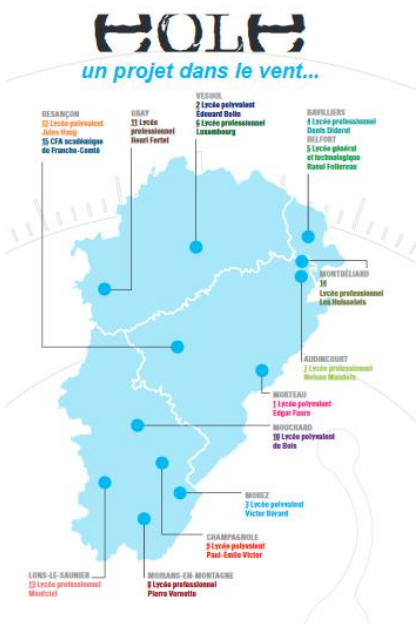 EOLE
un projet dans le vent...
BESANÇON
12 Lycée polyvalent
Jules Haag
15 CFA académique
de Franche-Comté
GRAY
11 Lycée
professionnel
Henri Fertet
VESOUL
2 Lycée polyvalent
Édouard Belin
6 Lycée professionnel
Luxembourg
BAVILLIERS
4 Lycée professionnel
Denis Diderot
BELFORT
5 Lycée général
et technologique
Raoul Follereau
MONTBÉLIARD
14
Lycée professionnel
Les Huisselets
AUDINCOURT
7 Lycée professionnel
Nelson Mandela
MORTEAU
1 Lycée polyvalent
Edgar Faure
MOUCHARD
10 Lycée polyvalent
du Bois
MOREZ
3 Lycée polyvalent
Victor Bérard
CHAMPAGNOLE
9 Lycée polyvalent
Paul-Émile Victor
LONS-LE-SAUNIER
13 Lycée professionnel
Montciel
MOIRANS-EN-MONTAGNE
8 Lycée professionnel
Pierre Vernotte